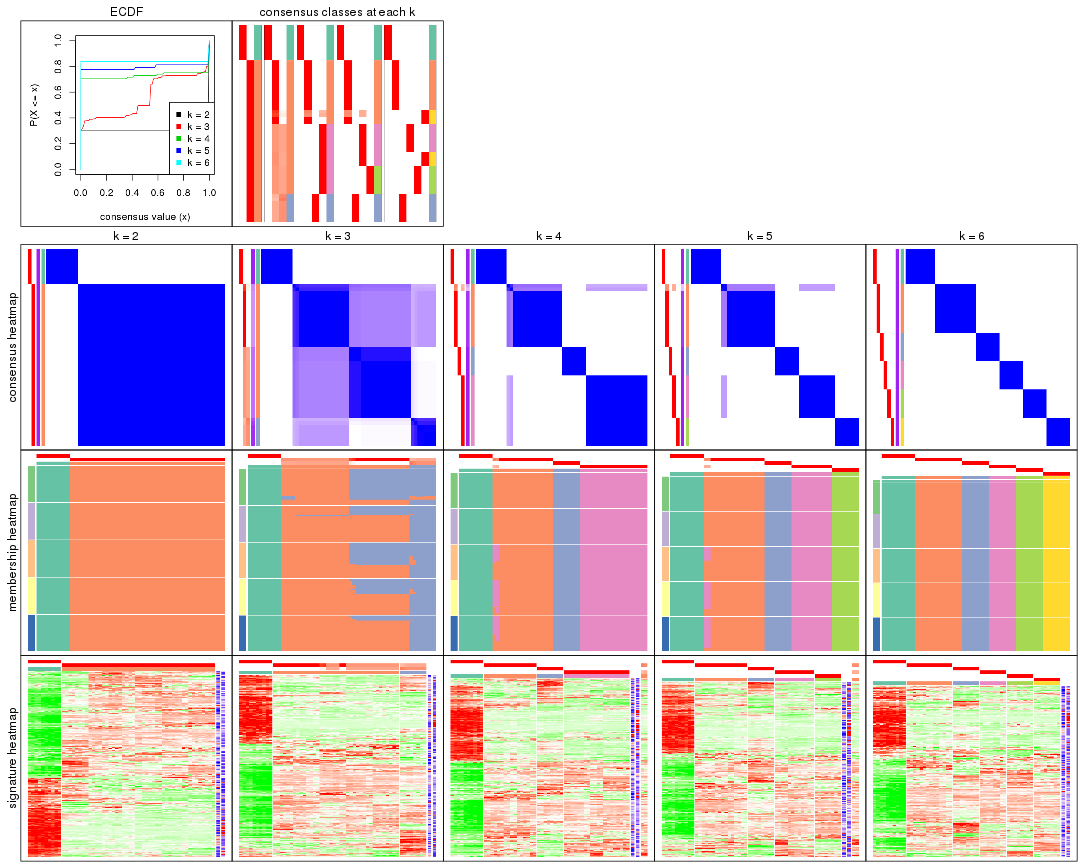 ECDF
consensus classes at each k
P(X <= x)
0.0 0.2 0.4 0.6 0.8 1.0
k = 2
k = 3
k = 4
k = 5
k = 6
0.0 0.2 0.4 0.6 0.8 1.0
consensus value (x)
k = 2
k = 3
k = 4
k = 5
k = 6
consensus heatmap
membership heatmap
signature heatmap